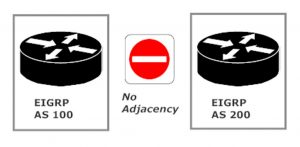 EIGRP
AS 100
No
Adjacency
EIGRP
AS 200